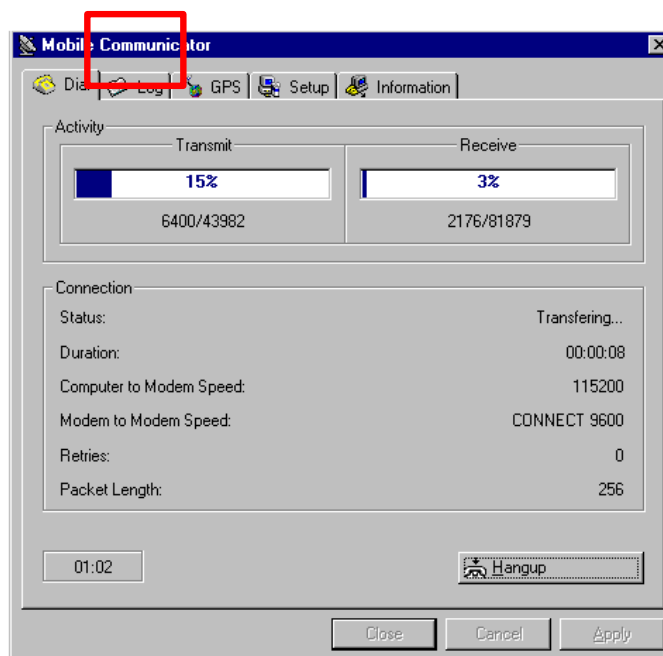 Mobile Communicator
Dial Log GPS Setup Information
Activity
Transmit Receive
15% 3%
6400/43982 2176/81879
Connection
Status: Transfering...
Duration: 00:00:08
Computer to Modem Speed: 115200
Modem to Modem Speed: CONNECT 9600
Retries: 0
Packet Length: 256
01:02 Hangup
Close Cancel Apply